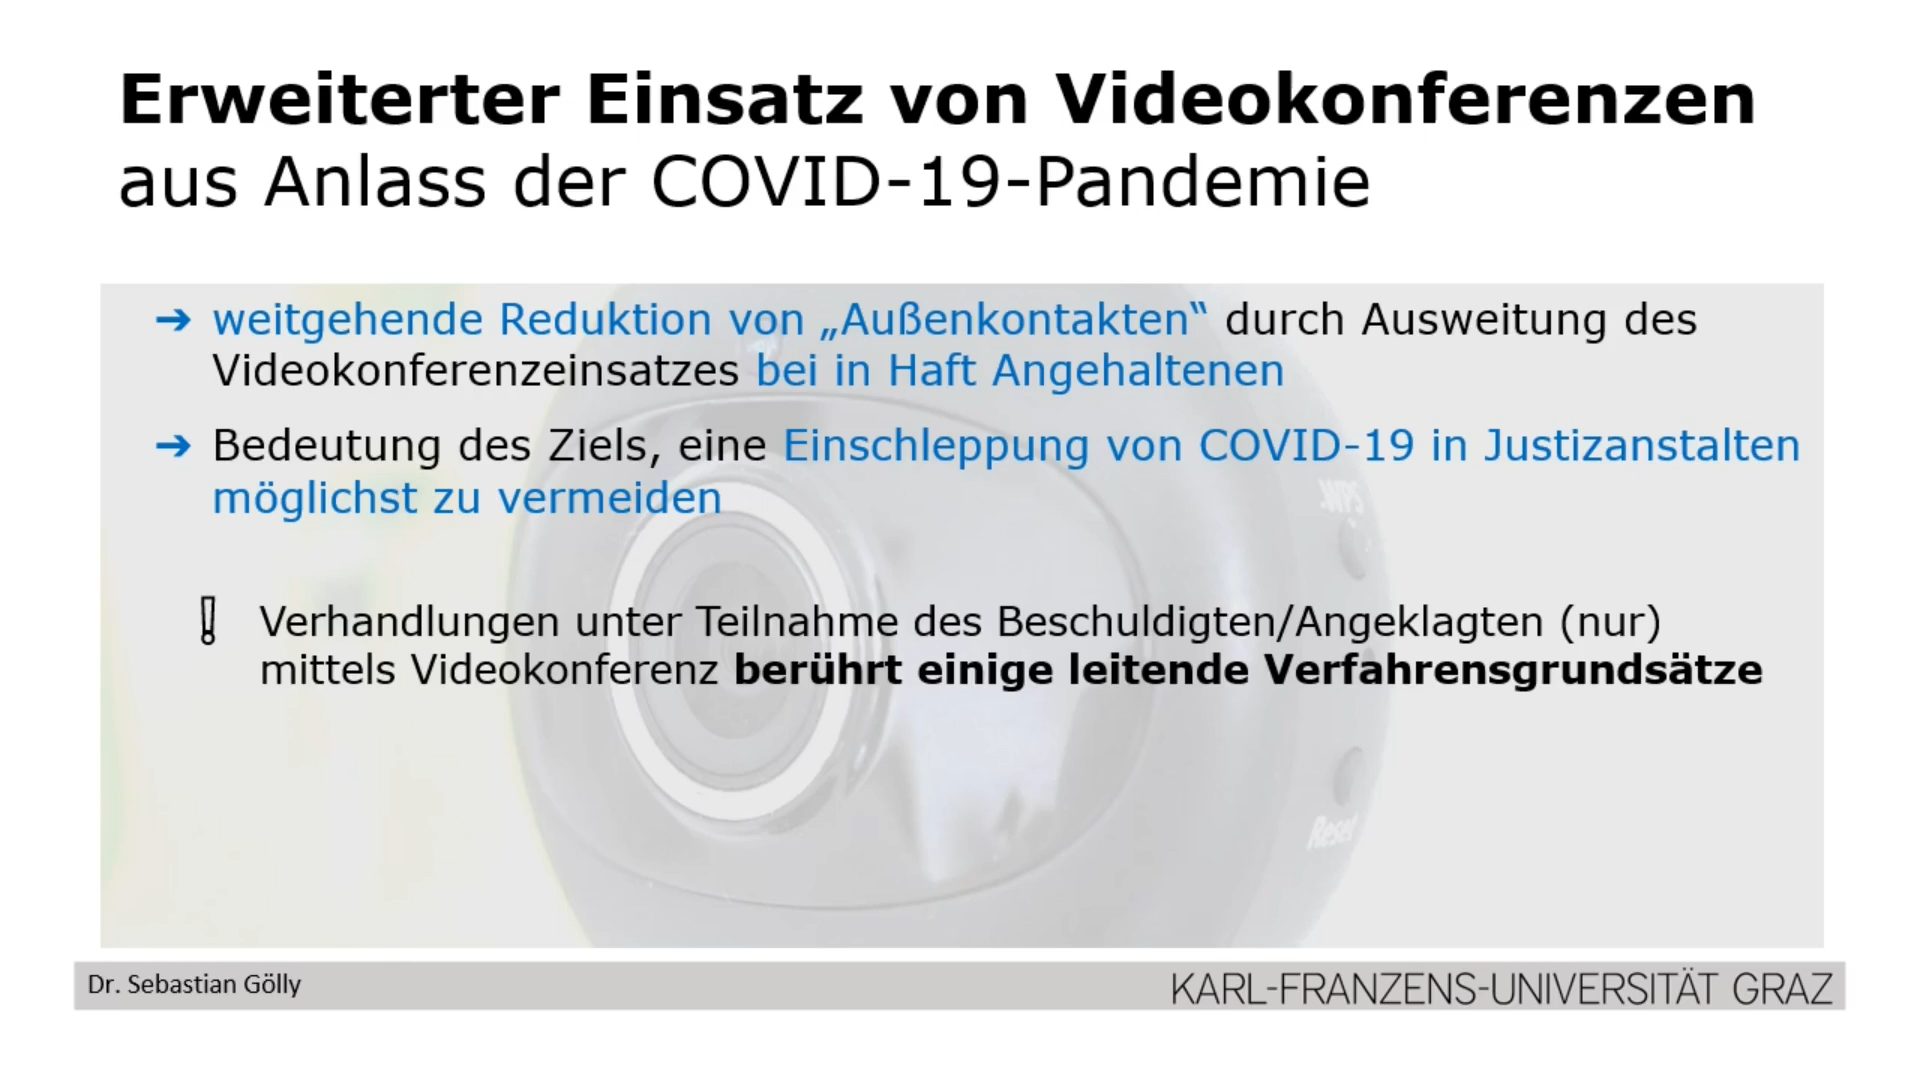 Erweiterter Einsatz von Videokonferenzen
aus Anlass der COVID-19-Pandemie
➔ weitgehende Reduktion von „Außenkontakten“ durch Ausweitung des
Videokonferenzeinsatzes bei in Haft Angehaltenen
➔ Bedeutung des Ziels, eine Einschleppung von COVID-19 in Justizanstalten
möglichst zu vermeiden
WPS
! Verhandlungen unter Teilnahme des Beschuldigten/Angeklagten (nur)
mittels Videokonferenz berührt einige leitende Verfahrensgrundsätze
Reset
Dr. Sebastian Gölly
KARL-FRANZENS-UNIVERSITÄT GRAZ